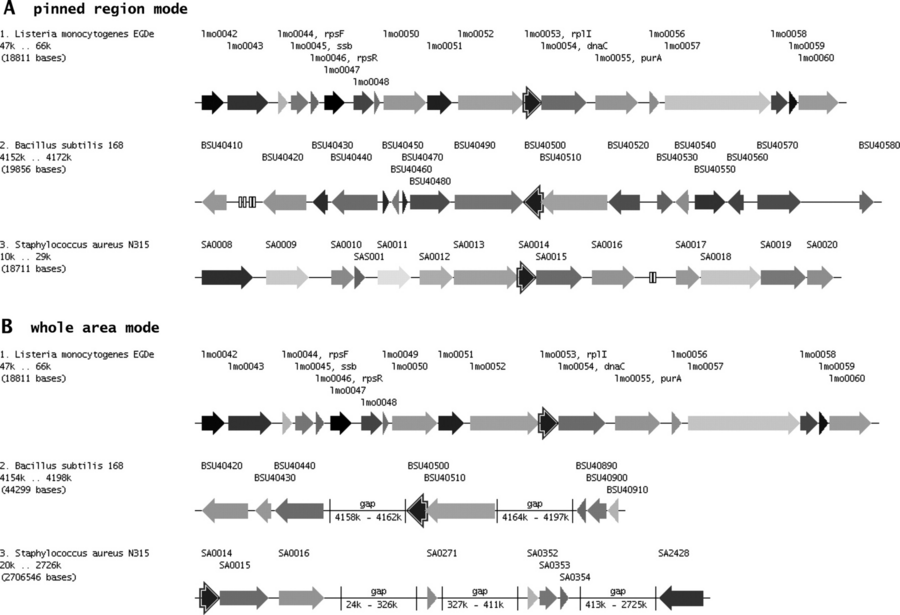 A pinned region mode
1. Listeria monocytogenes EGDe
47k .. 66k
(18811 bases)
lmo0042 lmo0044, rpsF lmo0050 lmo0052 lmo0053, rplI lmo0056 lmo0058
lmo0043 lmo0045, ssb lmo0051 lmo0054, dnaC lmo0057 lmo0059
lmo0046, rpsR lmo0055, purA lmo0060
lmo0047
lmo0048
2. Bacillus subtilis 168
4152k .. 4172k
(19856 bases)
BSU40410 BSU40430 BSU40450 BSU40490 BSU40500 BSU40520 BSU40540 BSU40570 BSU40580
BSU40420 BSU40440 BSU40470 BSU40510 BSU40530 BSU40560
BSU40460 BSU40550
BSU40480
3. Staphylococcus aureus N315
10k .. 29k
(18711 bases)
SA0008 SA0009 SA0010 SA0011 SA0013 SA0014 SA0016 SA0017 SA0019 SA0020
SAS001 SA0012 SA0015 SA0018
B whole area mode
1. Listeria monocytogenes EGDe
47k .. 66k
(18811 bases)
lmo0042 lmo0044, rpsF lmo0049 lmo0051 lmo0053, rplI lmo0056 lmo0058
lmo0043 lmo0045, ssb lmo0050 lmo0052 lmo0054, dnaC lmo0057 lmo0059
lmo0046, rpsR lmo0055, purA lmo0060
lmo0047
lmo0048
2. Bacillus subtilis 168
4154k .. 4198k
(44299 bases)
BSU40420 BSU40440 BSU40500 BSU40890
BSU40430 BSU40510 BSU40900
BSU40910
gap gap
4158k - 4162k 4164k - 4197k
3. Staphylococcus aureus N315
20k .. 2726k
(2706546 bases)
SA0014 SA0016 SA0271 SA0352 SA2428
SA0015 SA0353
SA0354
gap gap gap
24k - 326k 327k - 411k 413k - 2725k